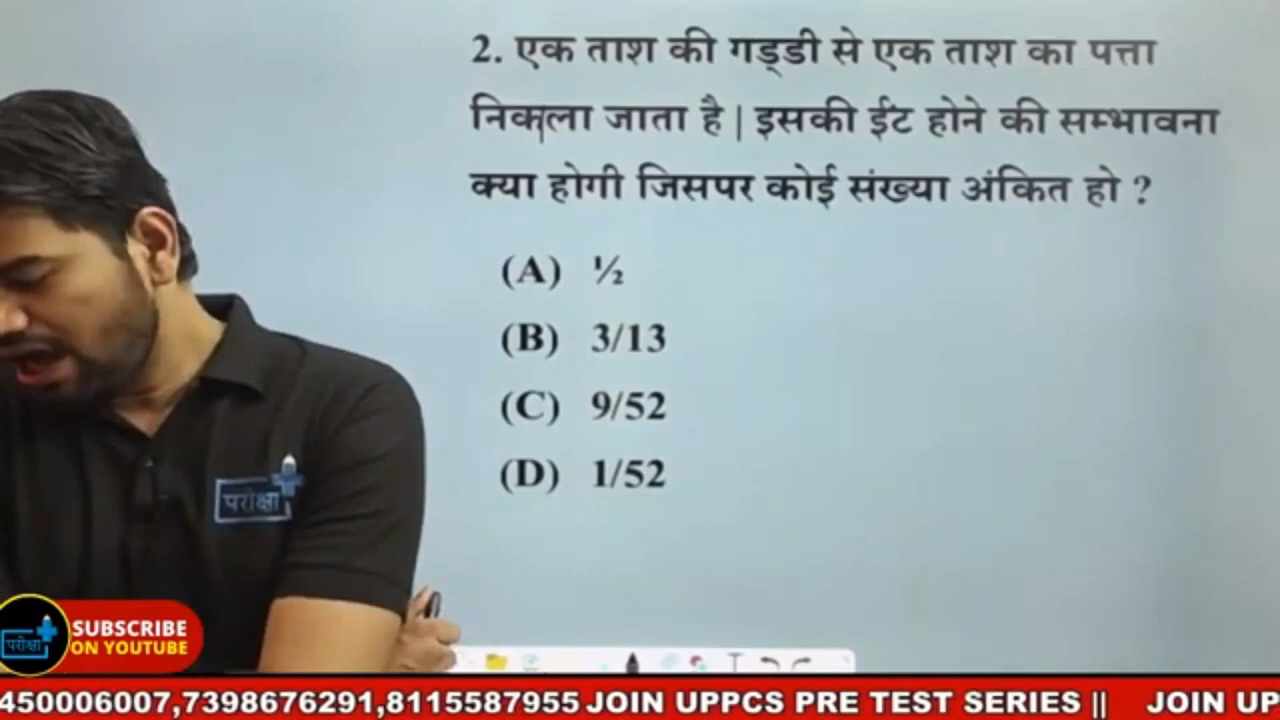 2. एक ताश की गड्डी से एक ताश का पत्ता
निकला जाता है | इसकी ईंट होने की सम्भावना
क्या होगी जिसपर कोई संख्या अंकित हो ?
(A) ½
(B) 3/13
(C) 9/52
(D) 1/52
परीक्षा
परीक्षा
SUBSCRIBE
ON YOUTUBE
450006007,7398676291,8115587955 JOIN UPPCS PRE TEST SERIES || JOIN UP